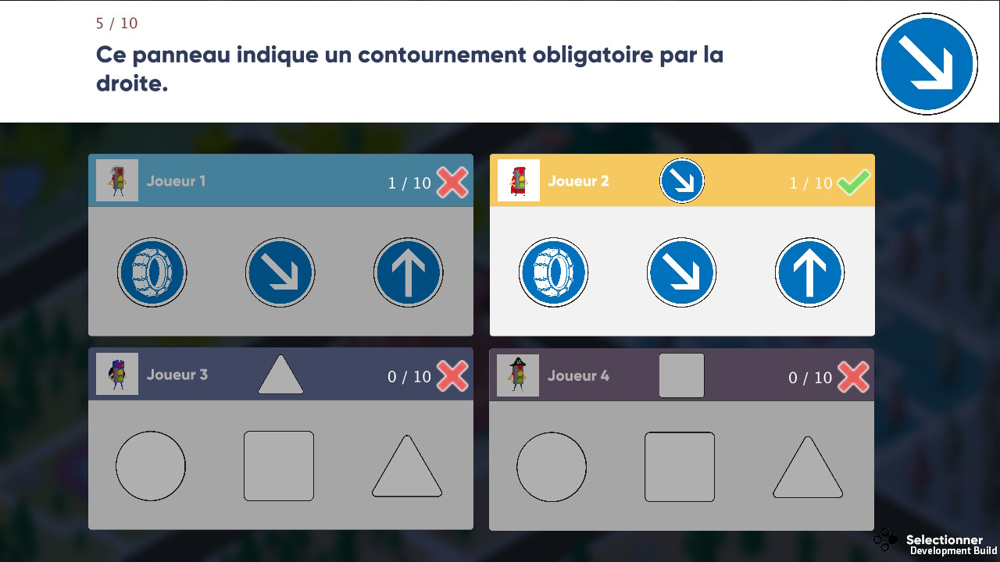 5 / 10
Ce panneau indique un contournement obligatoire par la
droite.
Joueur 1
1 / 10
Joueur 2
1 / 10
Joueur 3
0 / 10
Joueur 4
0 / 10
Selectionner
Development Build